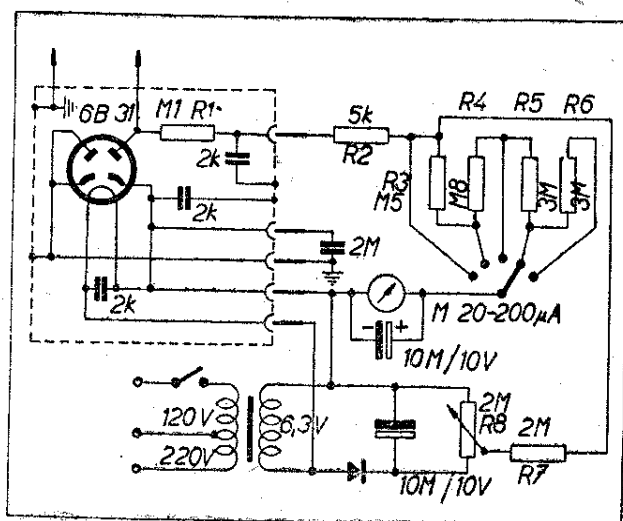 6B 31
M1 R1
5k
R2
R4 R5 R6
2k
R3
M5
M8
3M
3M
2k
2M
2k
M 20-200µA
- +
10M/10V
120V
6,3V
220V
2M
R8
2M
R7
10M/10V